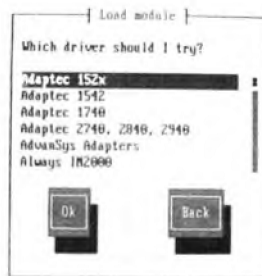 Load module
Which driver should I try?
Adaptec 152x
Adaptec 1542
Adaptec 1740
Adaptec 2740, 2840, 2940
AdvanSys Adapters
Always IN2000
Ok
Back